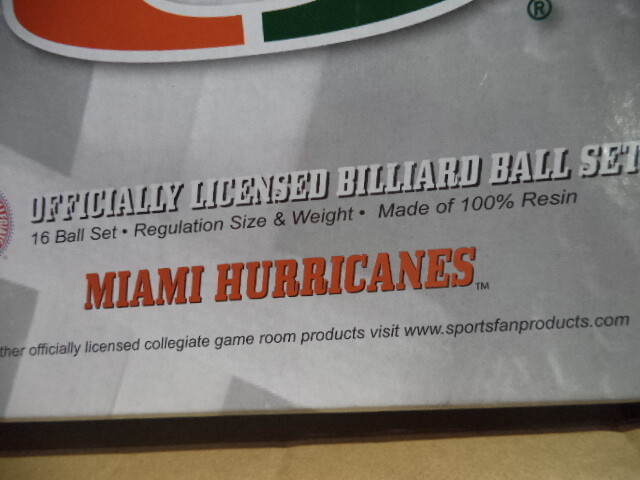 ®
OFFICIALLY LICENSED BILLIARD BALL SET
16 Ball Set • Regulation Size & Weight • Made of 100% Resin
MIAMI HURRICANES™
officially licensed collegiate game room products visit www.sportsfanproducts.com